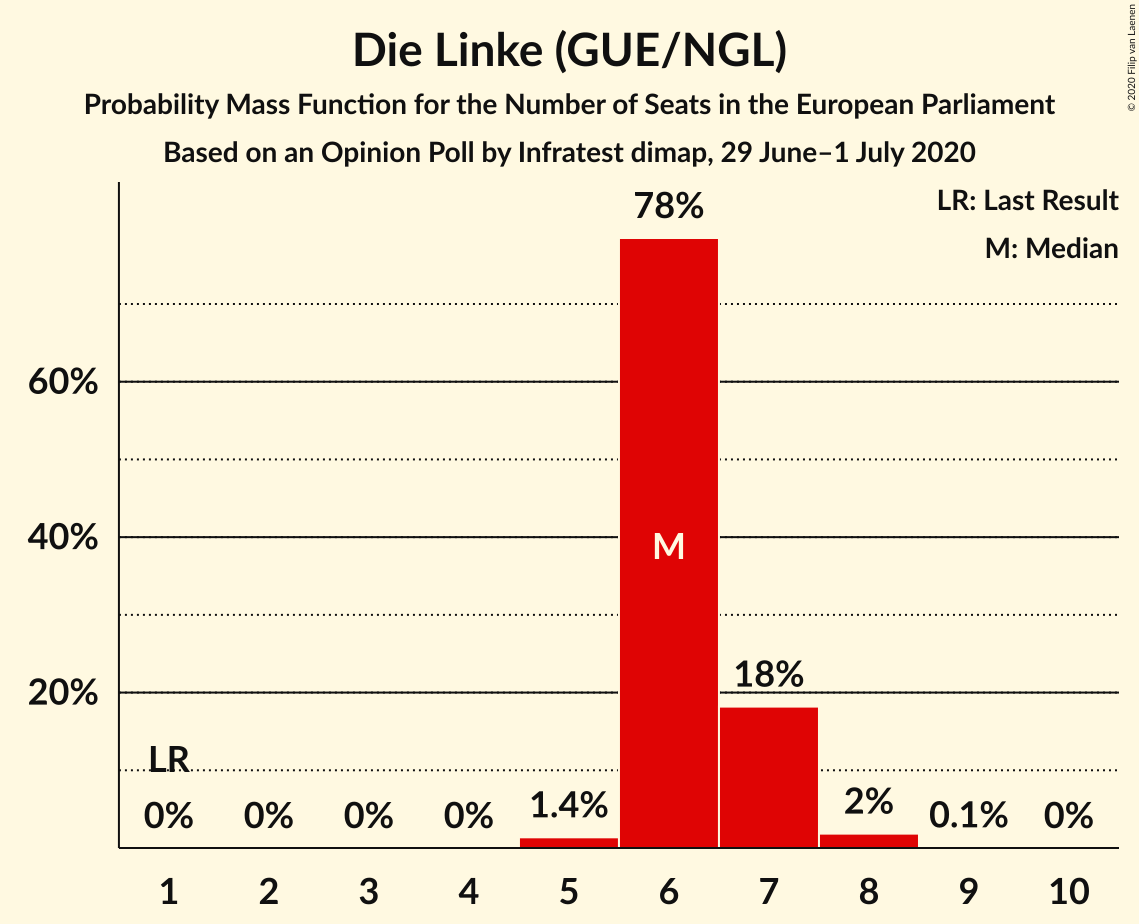 Die Linke (GUE/NGL)
Probability Mass Function for the Number of Seats in the European Parliament
Based on an Opinion Poll by Infratest dimap, 29 June–1 July 2020
© 2020 Filip van Laenen
LR: Last Result
M: Median
78%
60%
40%
M
20%
18%
LR
0% 0% 0% 0% 1.4% 2% 0.1% 0%
1 2 3 4 5 6 7 8 9 10